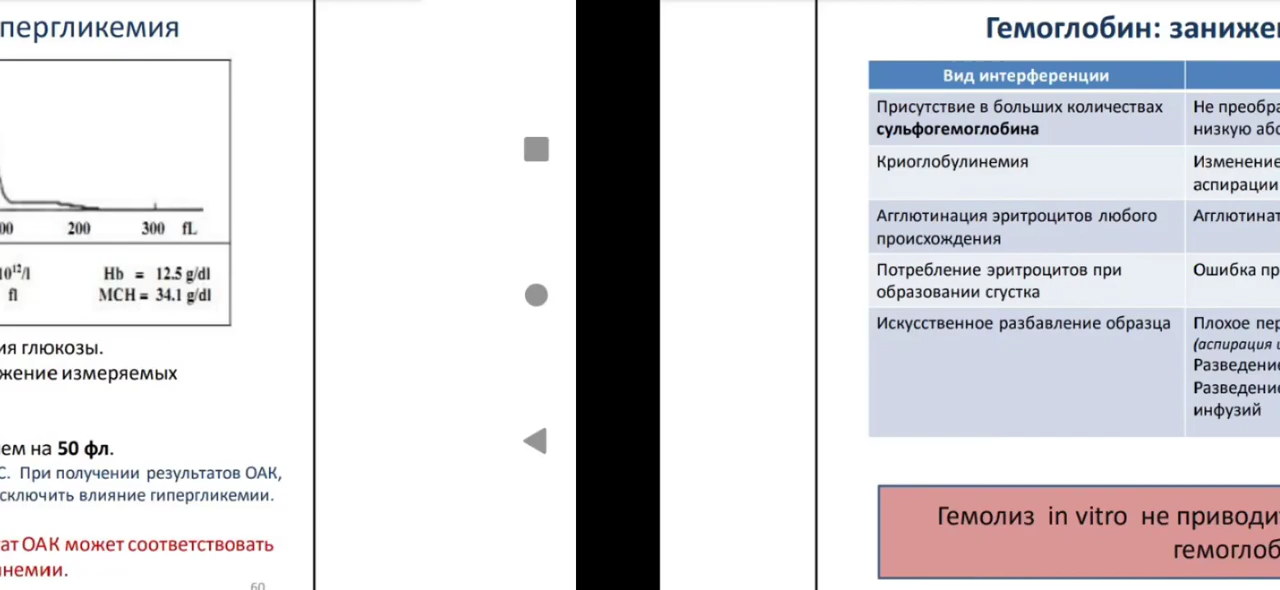 пергликемия
00 200 300 fL
10¹²/l Hb = 12.5 g/dl
fl MCH = 34.1 g/dl
ия глюкозы.
жение измеряемых
ем на 50 фл.
С. При получении результатов ОАК,
сключить влияние гипергликемии.
ат ОАК может соответствовать
анемии.
60
Гемоглобин: заниже
Вид интерференции
Присутствие в больших количествах
сульфогемоглобина
Не преобра
низкую абс
Криоглобулинемия
Изменение
аспирации
Агглютинация эритроцитов любого
происхождения
Агглютинат
Потребление эритроцитов при
образовании сгустка
Ошибка пр
Искусственное разбавление образца
Плохое пер
(аспирация и
Разведение
Разведение
инфузий
Гемолиз in vitro не приводи
гемоглоб